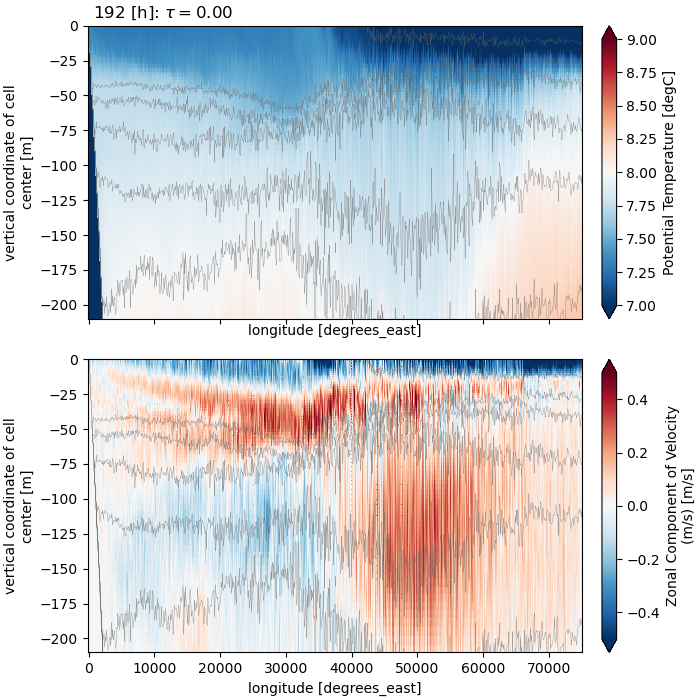 192 [h]: τ = 0.00
0
−25
−50
−75
−100
−125
−150
−175
−200
vertical coordinate of cell
center [m]
longitude [degrees_east]
9.00
8.75
8.50
8.25
8.00
7.75
7.50
7.25
7.00
Potential Temperature [degC]
0
−25
−50
−75
−100
−125
−150
−175
−200
vertical coordinate of cell
center [m]
0 10000 20000 30000 40000 50000 60000 70000
longitude [degrees_east]
0.4
0.2
0.0
−0.2
−0.4
Zonal Component of Velocity
(m/s) [m/s]